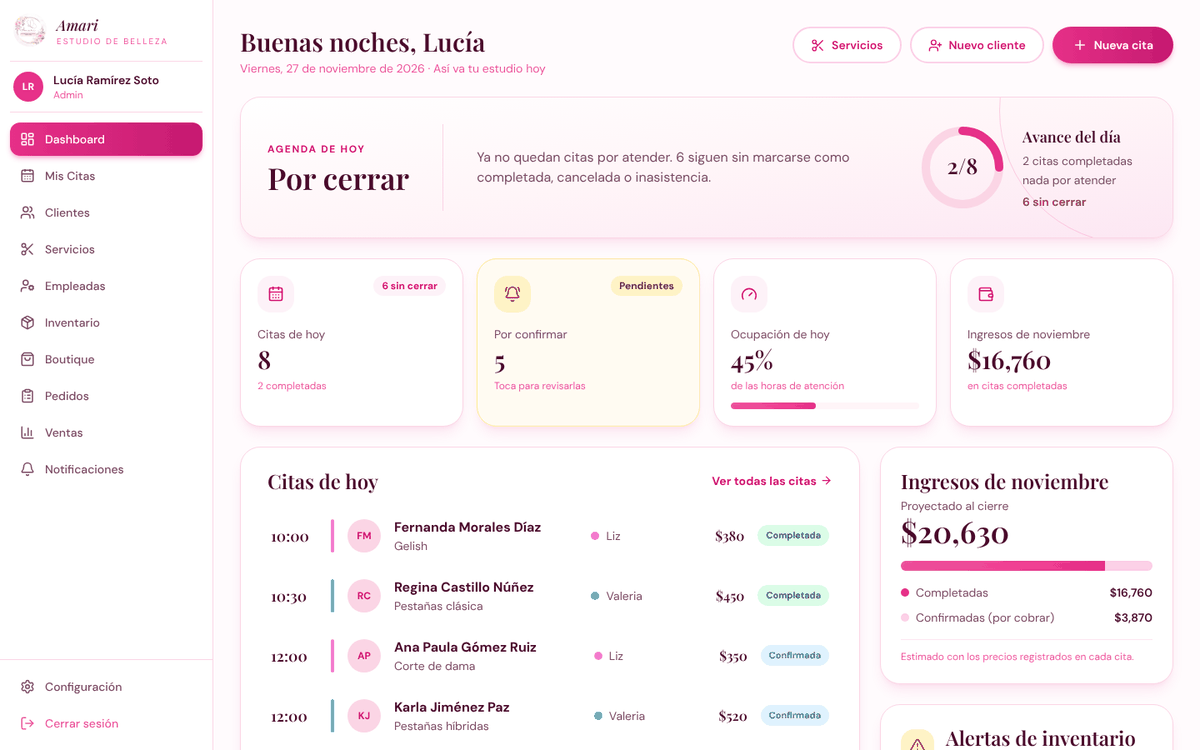 Amari
ESTUDIO DE BELLEZA
LR
Lucía Ramírez Soto
Admin
Dashboard
Mis Citas
Clientes
Servicios
Empleadas
Inventario
Boutique
Pedidos
Ventas
Notificaciones
Configuración
Cerrar sesión
Buenas noches, Lucía
Viernes, 27 de noviembre de 2026 · Así va tu estudio hoy
Servicios
Nuevo cliente
Nueva cita
AGENDA DE HOY
Por cerrar
Ya no quedan citas por atender. 6 siguen sin marcarse como
completada, cancelada o inasistencia.
2/8
Avance del día
2 citas completadas
nada por atender
6 sin cerrar
6 sin cerrar
Citas de hoy
8
2 completadas
Pendientes
Por confirmar
5
Toca para revisarlas
Ocupación de hoy
45%
de las horas de atención
Ingresos de noviembre
$16,760
en citas completadas
Citas de hoy
Ver todas las citas →
10:00 FM Fernanda Morales Díaz Liz $380 Completada
Gelish
10:30 RC Regina Castillo Núñez Valeria $450 Completada
Pestañas clásica
12:00 AP Ana Paula Gómez Ruiz Liz $350 Confirmada
Corte de dama
12:00 KJ Karla Jiménez Paz Valeria $520 Confirmada
Pestañas híbridas
Ingresos de noviembre
Proyectado al cierre
$20,630
Completadas $16,760
Confirmadas (por cobrar) $3,870
Estimado con los precios registrados en cada cita.
Alertas de inventario